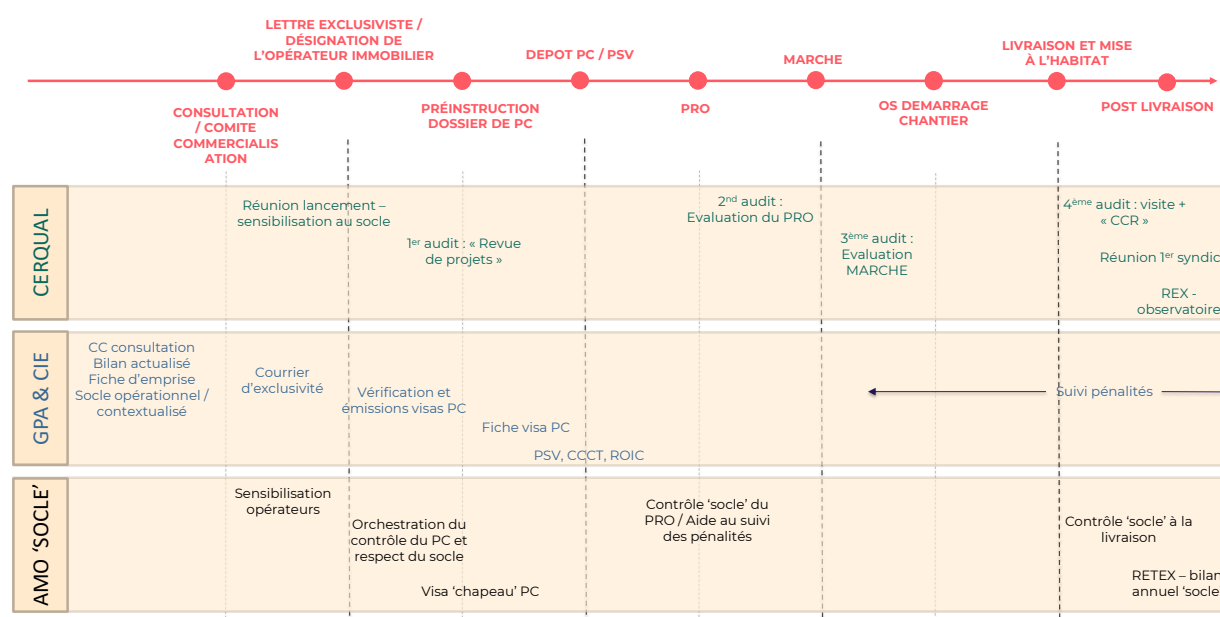 LETTRE EXCLUSIVISTE /
DÉSIGNATION DE
L'OPÉRATEUR IMMOBILIER
DEPOT PC / PSV
MARCHE
LIVRAISON ET MISE
À L'HABITAT
CONSULTATION
/ COMITE
COMMERCIALIS
ATION
PRÉINSTRUCTION
DOSSIER DE PC
PRO
OS DEMARRAGE
CHANTIER
POST LIVRAISON
CERQUAL
Réunion lancement –
sensibilisation au socle
1er audit : « Revue
de projets »
2nd audit :
Evaluation du PRO
3ème audit :
Evaluation
MARCHE
4ème audit : visite +
« CCR »
Réunion 1er syndic
REX -
observatoire
GPA & CIE
CC consultation
Bilan actualisé
Fiche d'emprise
Socle opérationnel /
contextualisé
Courrier
d'exclusivité
Vérification et
émissions visas PC
Fiche visa PC
PSV, CCCT, ROIC
Suivi pénalités
AMO 'SOCLE'
Sensibilisation
opérateurs
Orchestration du
contrôle du PC et
respect du socle
Visa 'chapeau' PC
Contrôle 'socle' du
PRO / Aide au suivi
des pénalités
Contrôle 'socle' à la
livraison
RETEX – bilan
annuel 'socle